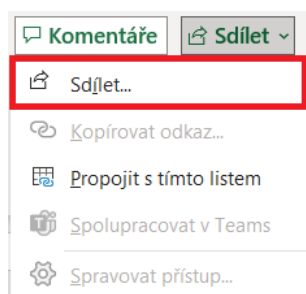 Komentáře
Sdílet
Sdílet...
Kopírovat odkaz...
Propojit s tímto listem
Spolupracovat v Teams
Spravovat přístup...